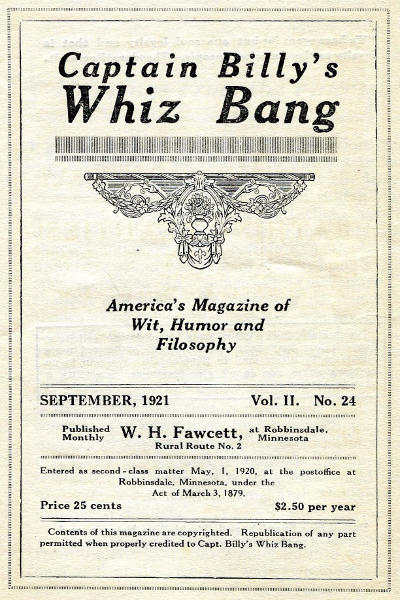 Captain Billy's
Whiz Bang
America's Magazine of
Wit, Humor and
Filosophy
SEPTEMBER, 1921 Vol. II. No. 24
Published Monthly W. H. Fawcett, Rural Route No. 2 at Robbinsdale, Minnesota
Entered as second-class matter May, 1, 1920, at the postoffice at
Robbinsdale, Minnesota, under the
Act of March 3, 1879.
Price 25 cents $2.50 per year
Contents of this magazine are copyrighted. Republication of any part
permitted when properly credited to Capt. Billy's Whiz Bang.